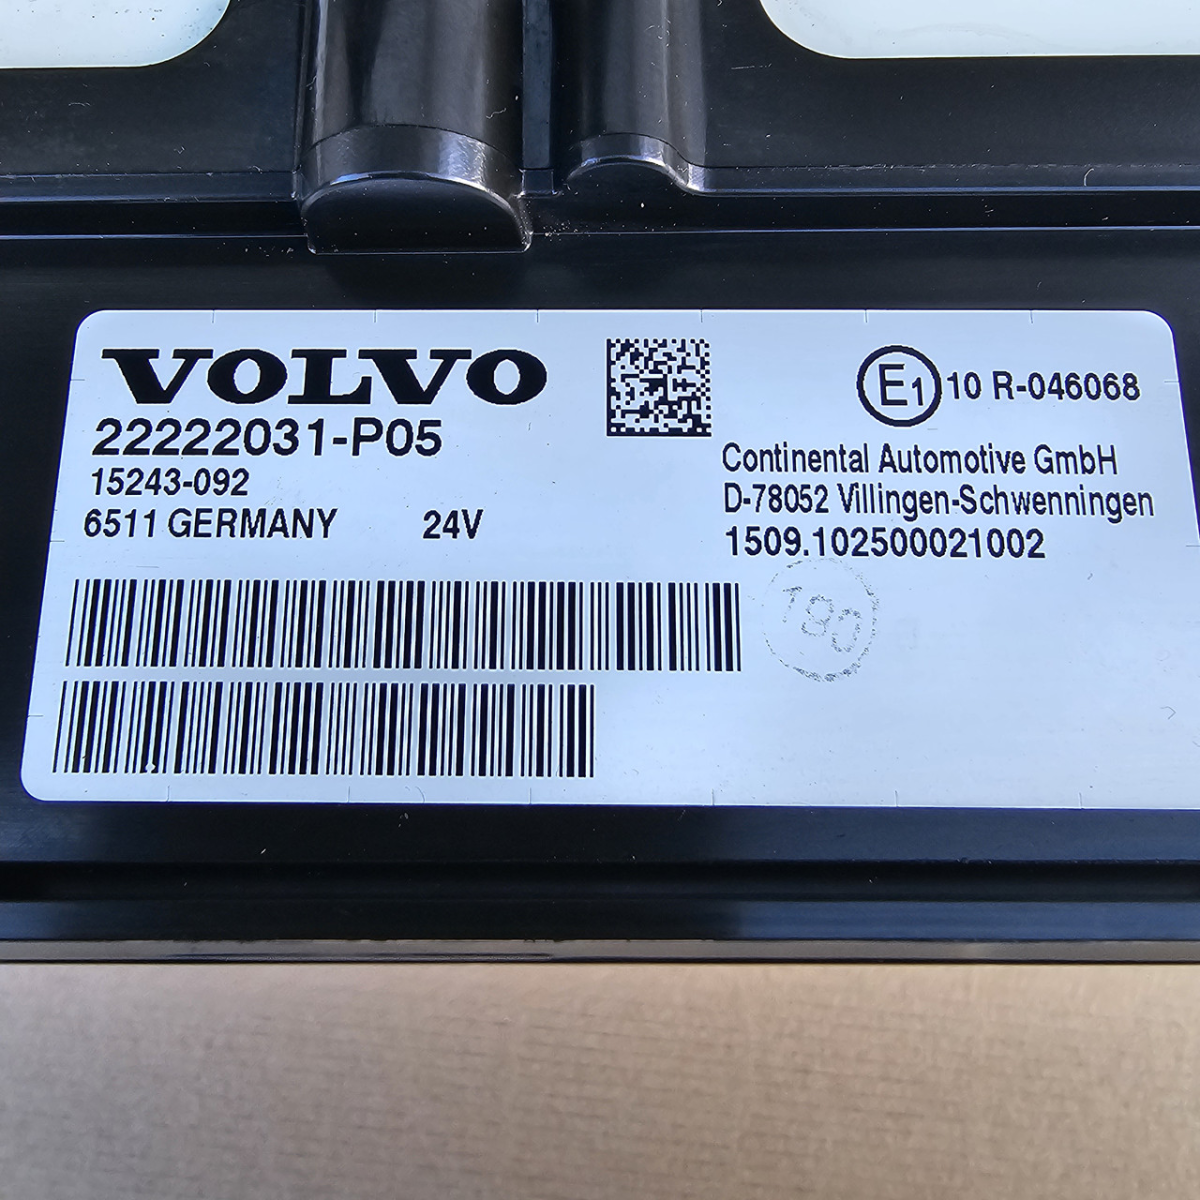 VOLVO
22222031-P05
15243-092
6511 GERMANY 24V
E1 10 R-046068
Continental Automotive GmbH
D-78052 Villingen-Schwenningen
1509.102500021002
180